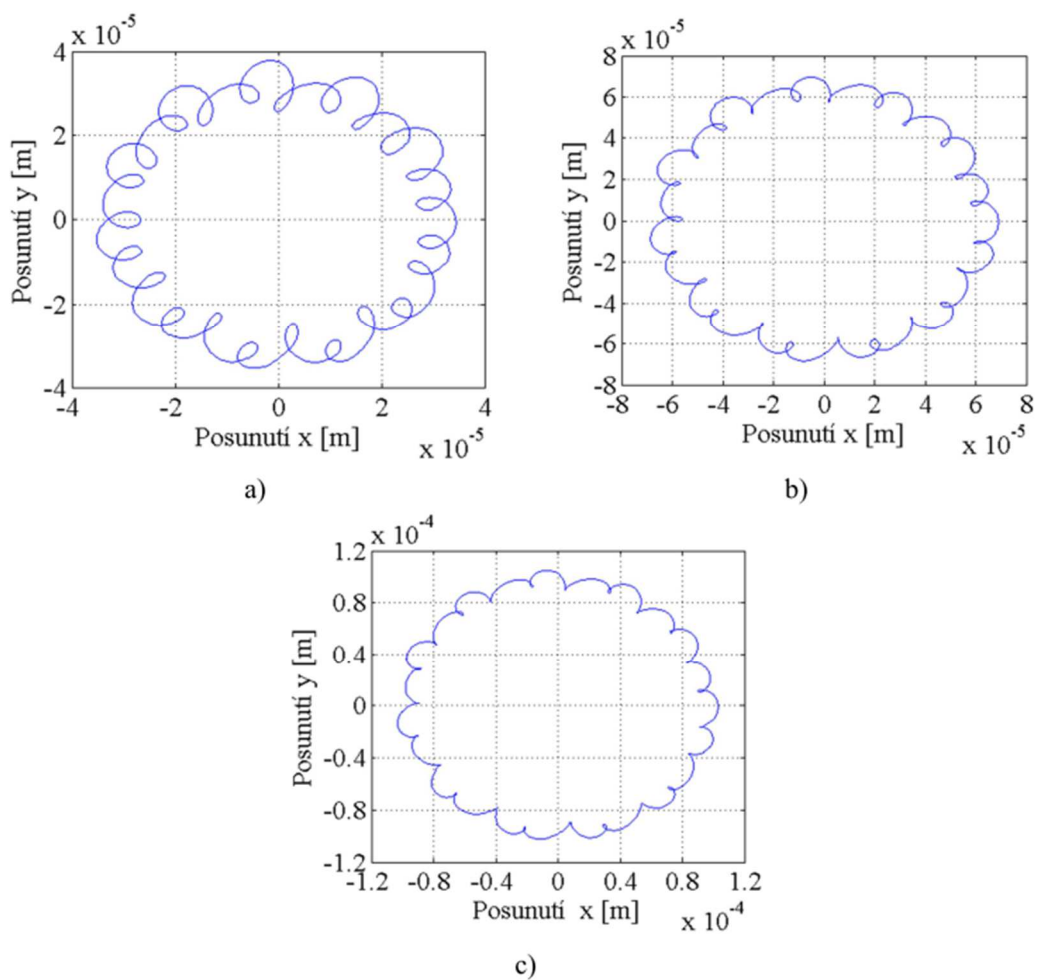 x 10-5
4
2
0
-2
-4
-4 -2 0 2 4
Posunutí y [m]
Posunutí x [m]
x 10-5
a)
x 10-5
8
6
4
2
0
-2
-4
-6
-8
-8 -6 -4 -2 0 2 4 6 8
Posunutí y [m]
Posunutí x [m]
x 10-5
b)
x 10-4
1.2
0.8
0.4
0
-0.4
-0.8
-1.2
-1.2 -0.8 -0.4 0 0.4 0.8 1.2
Posunutí y [m]
Posunutí x [m]
x 10-4
c)